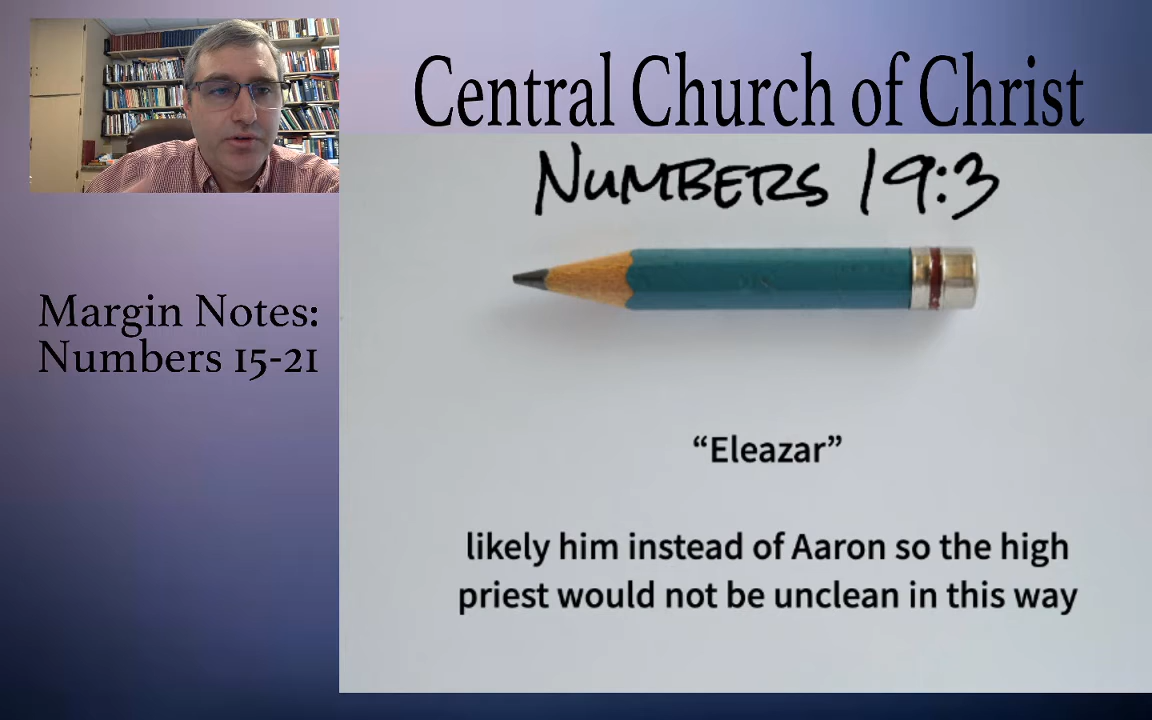 Central Church of Christ
Numbers 19:3
Margin Notes:
Numbers 15-21
“Eleazar”
likely him instead of Aaron so the high
priest would not be unclean in this way